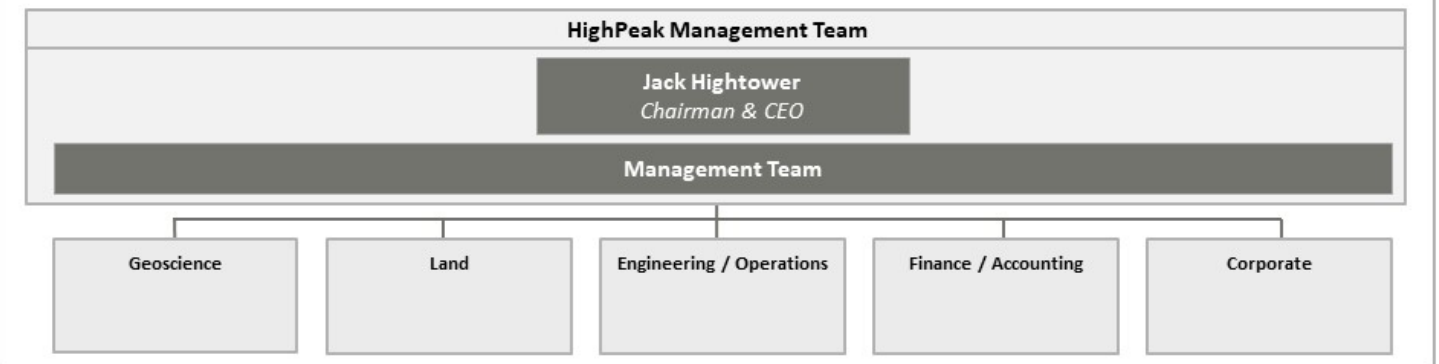 HighPeak Management Team
Jack Hightower
Chairman & CEO
Management Team
Geoscience
Land
Engineering / Operations
Finance / Accounting
Corporate